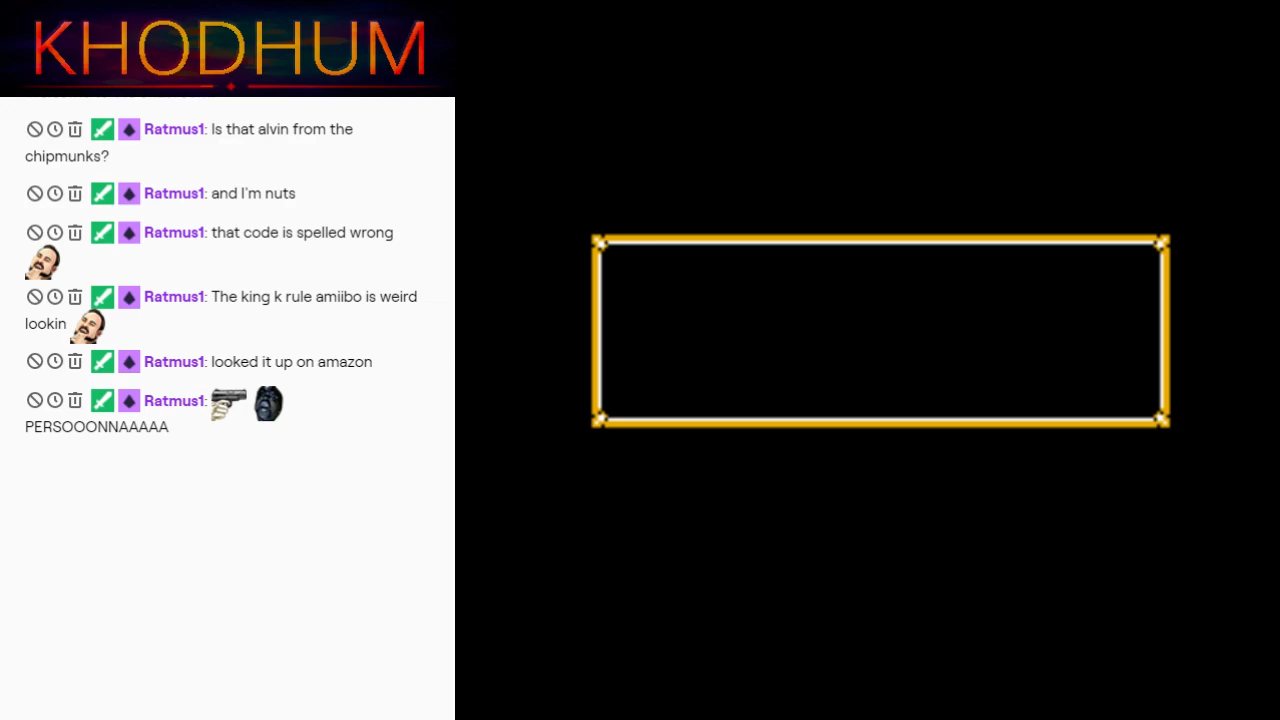 KHODHUM
Ratmus1: Is that alvin from the
chipmunks?
Ratmus1: and I'm nuts
Ratmus1: that code is spelled wrong
Ratmus1: The king k rule amiibo is weird
lookin
Ratmus1: looked it up on amazon
Ratmus1:
PERSOOONNAAAAA